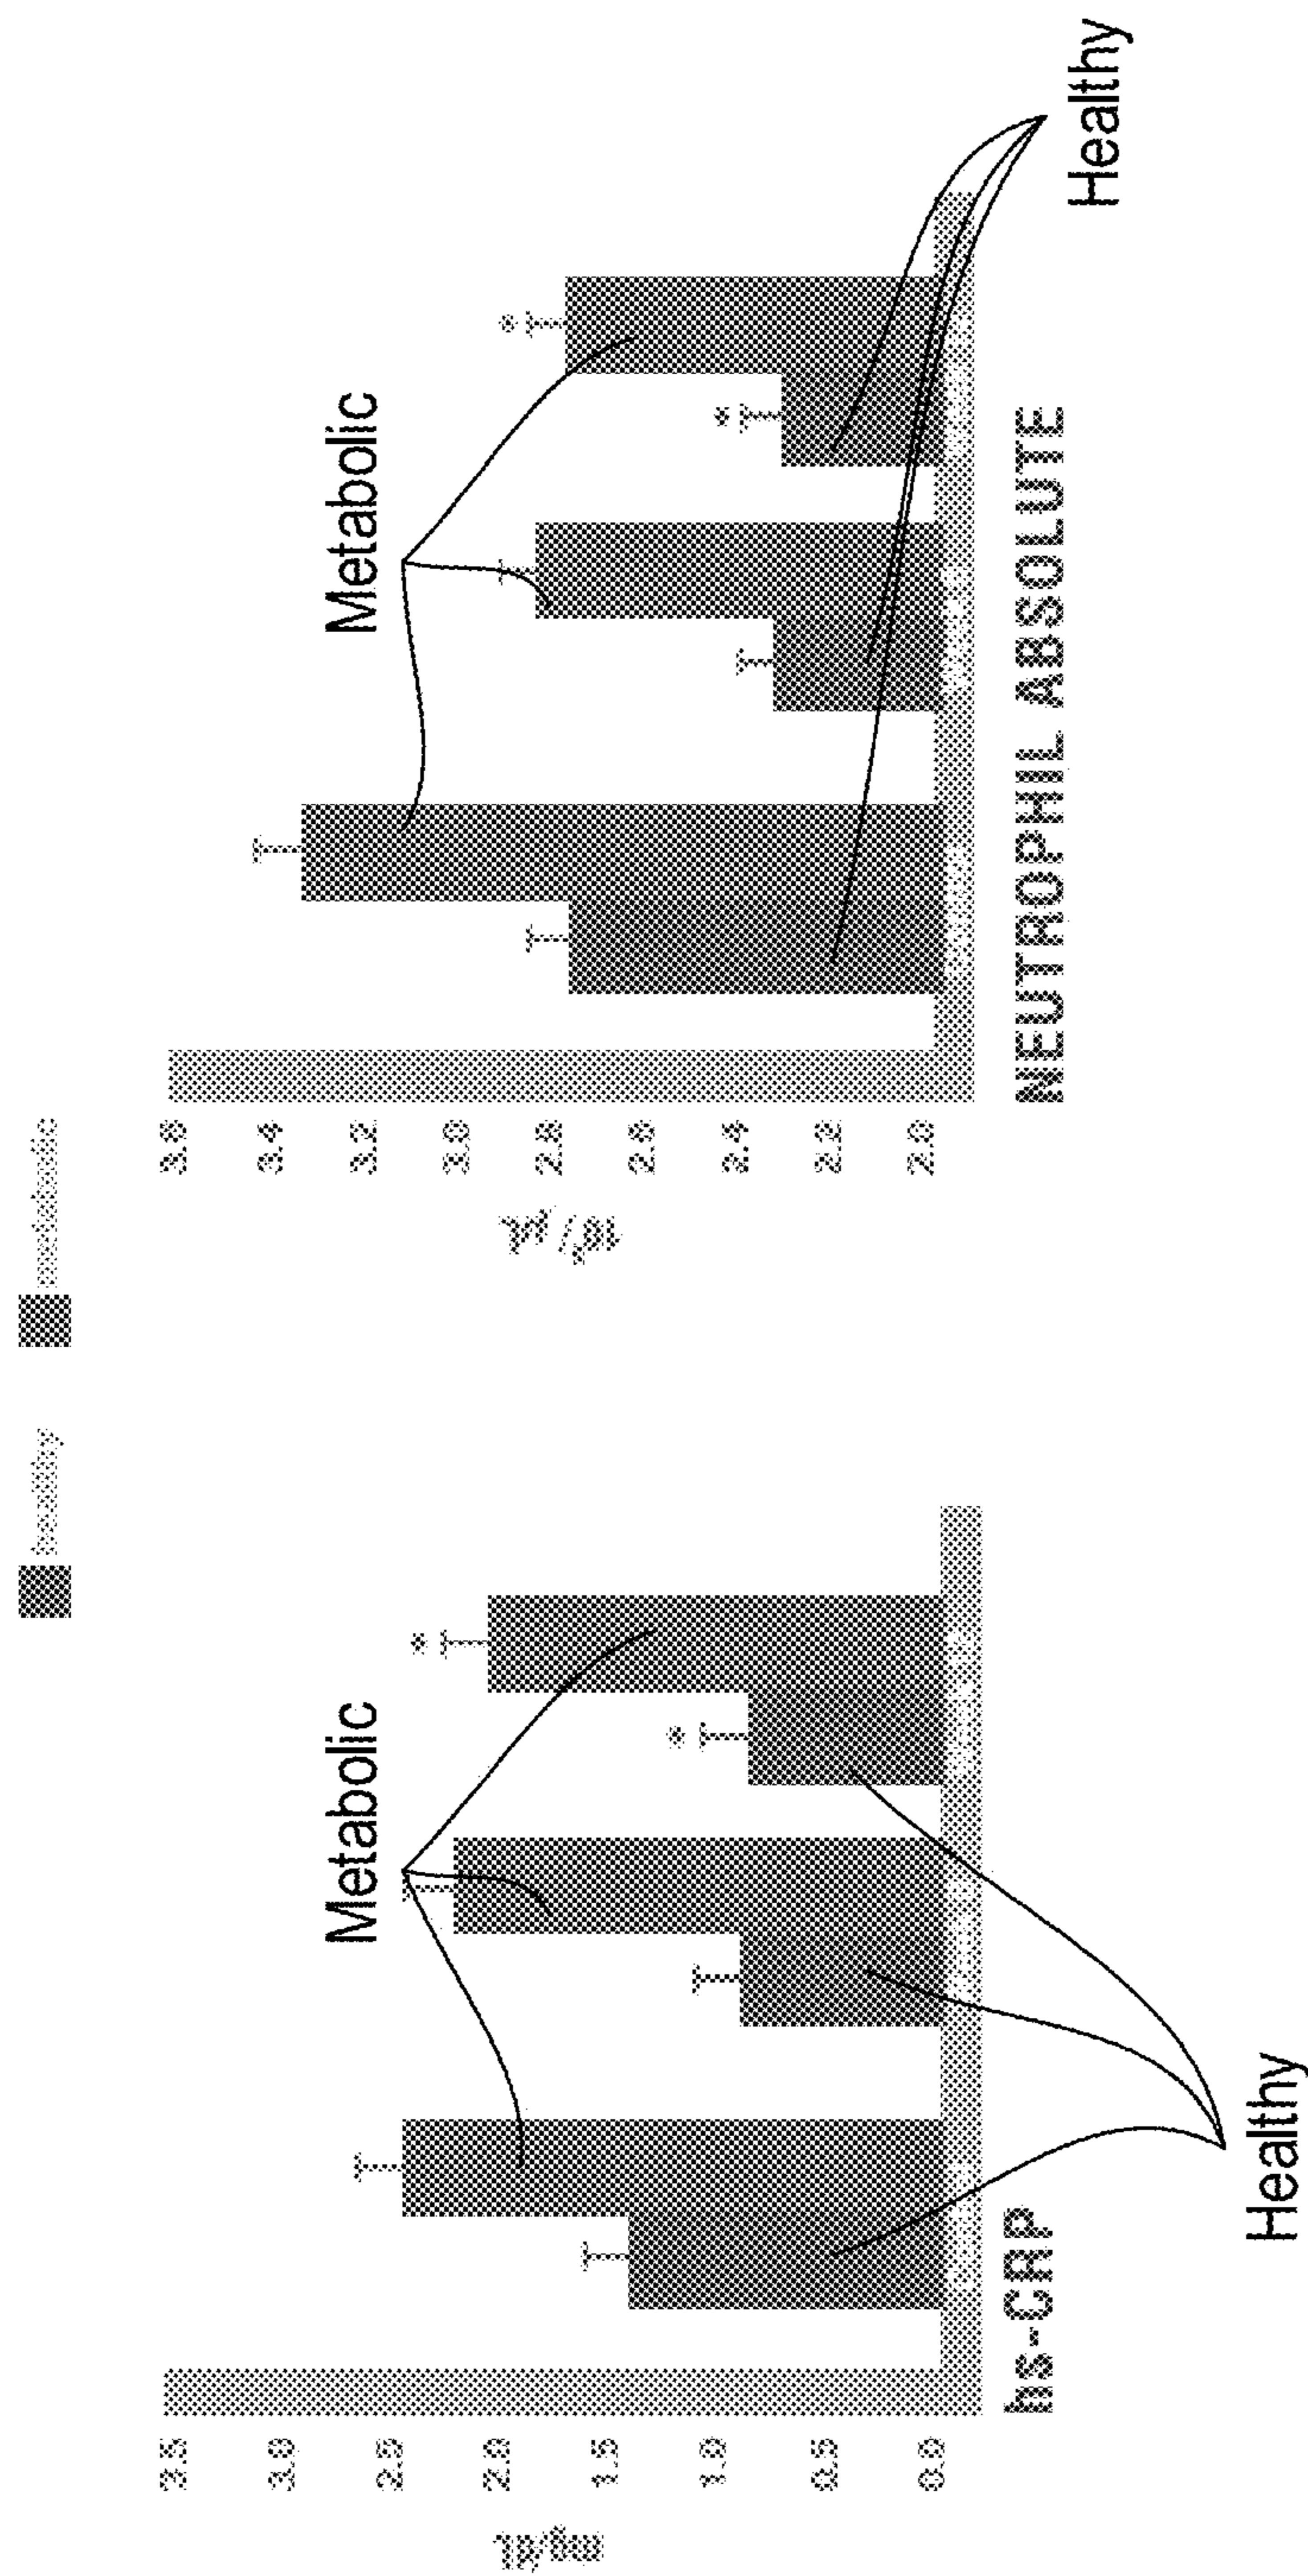 healthy
metabolic
mg/dL
3.5
3.0
2.5
2.0
1.5
1.0
0.5
0.0
Metabolic
hs-CRP
Healthy
3.6
3.4
3.2
3.0
2.8
2.6
2.4
2.2
2.0
Metabolic
NEUTROPHIL ABSOLUTE
Healthy